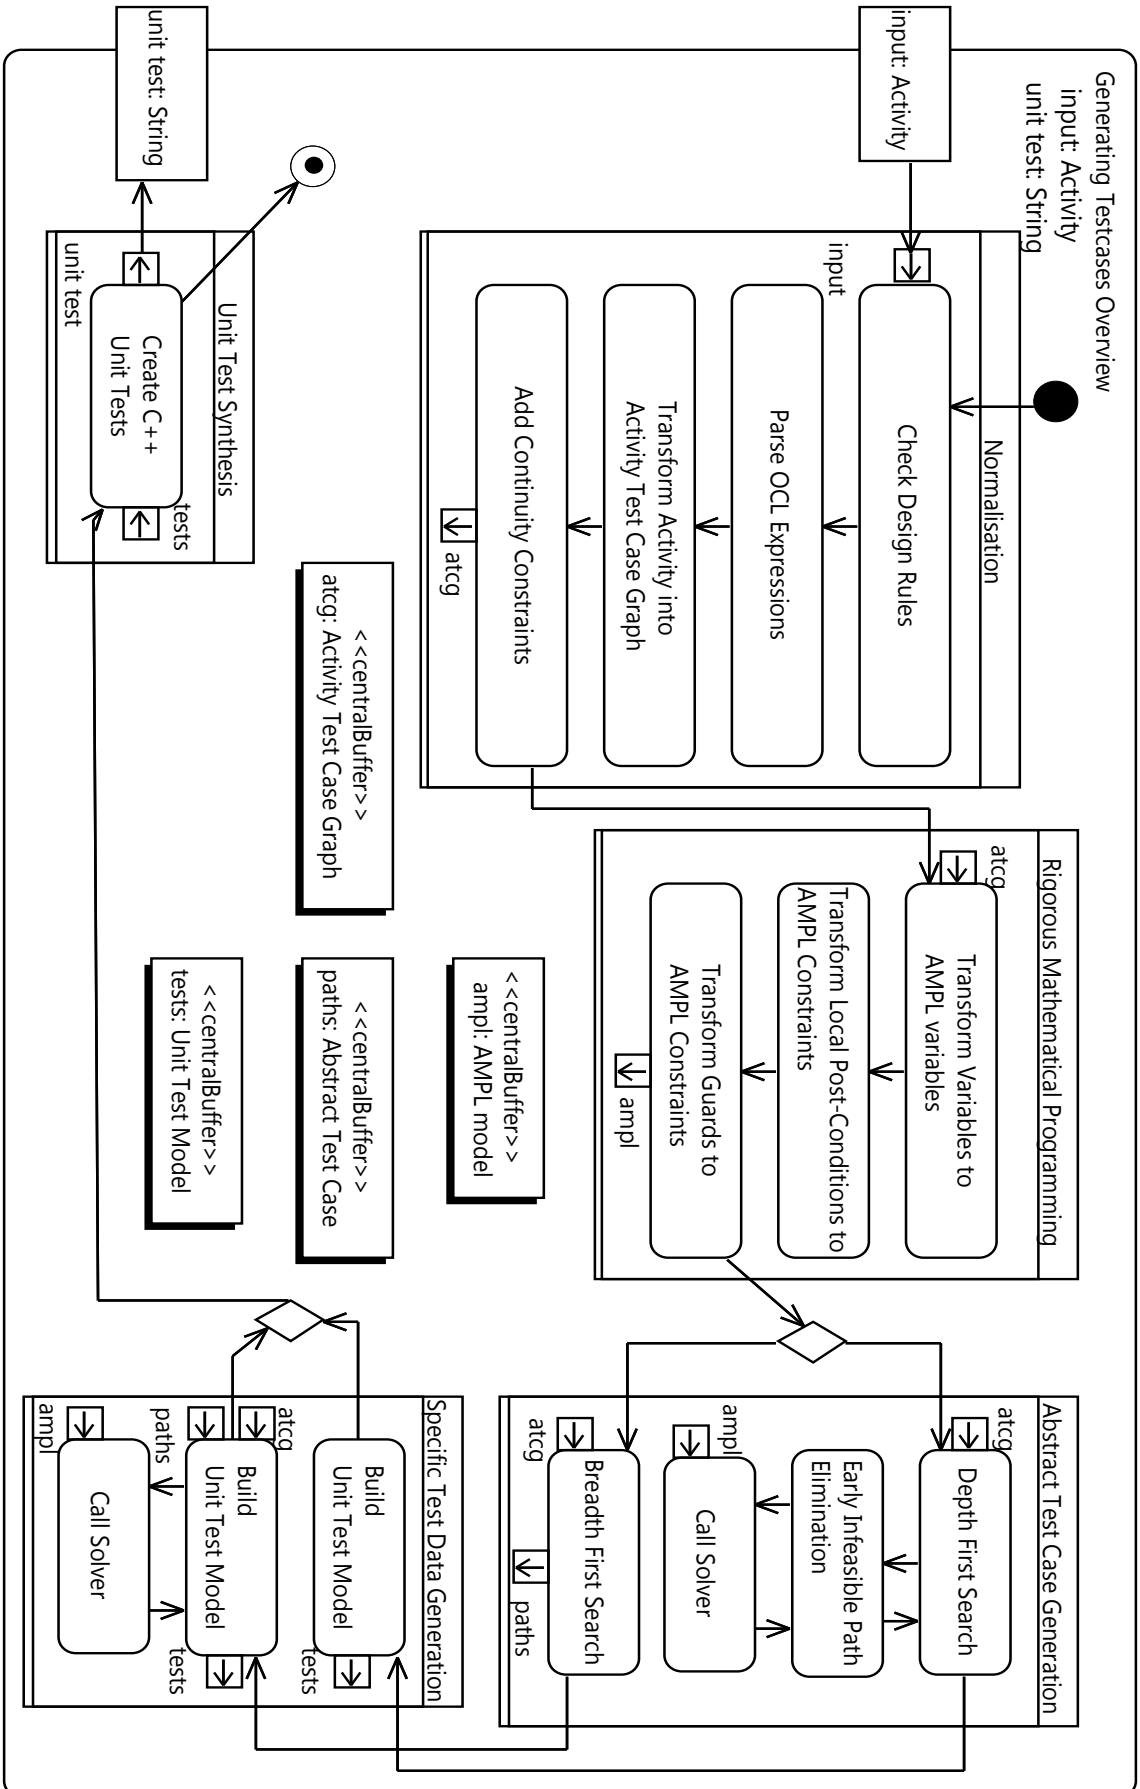 Generating Testcases Overview
input: Activity
unit test: String
input: Activity
Normalisation
input
Check Design Rules
Parse OCL Expressions
Transform Activity into
Activity Test Case Graph
Add Continuity Constraints
atcg
Rigorous Mathematical Programming
atcg
Transform Variables to
AMPL variables
Transform Local Post-Conditions to
AMPL Constraints
Transform Guards to
AMPL Constraints
ampl
Abstract Test Case Generation
atcg
Depth First Search
Early Infeasible Path
Elimination
ampl
Call Solver
atcg
Breadth First Search
paths
<<centralBuffer>>
ampl: AMPL model
<<centralBuffer>>
atcg: Activity Test Case Graph
<<centralBuffer>>
paths: Abstract Test Case
<<centralBuffer>>
tests: Unit Test Model
Specific Test Data Generation
Build
Unit Test Model
tests
atcg
Build
Unit Test Model
paths
tests
ampl
Call Solver
Unit Test Synthesis
tests
Create C++
Unit Tests
unit test
unit test: String